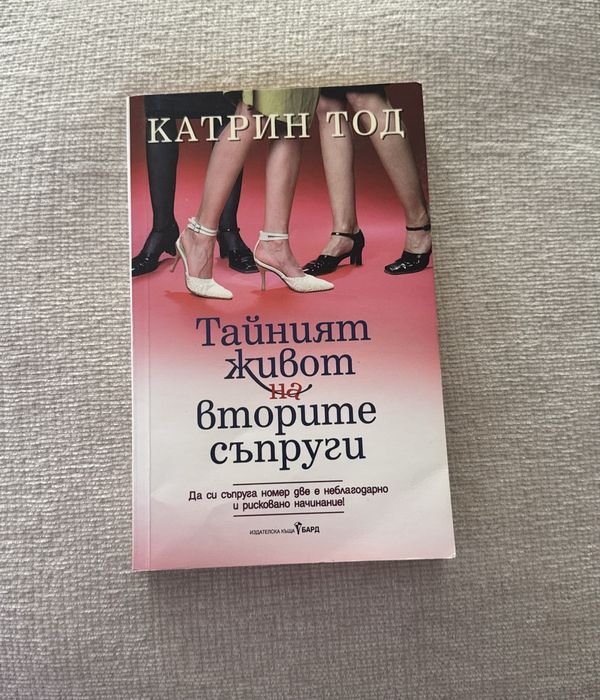 КАТРИН ТОД
Тайният
живот
на
вторите
съпруги
Да си съпруга номер две е неблагодарно
и рисковано начинание!
ИЗДАТЕЛСКА КЪЩА БАРД